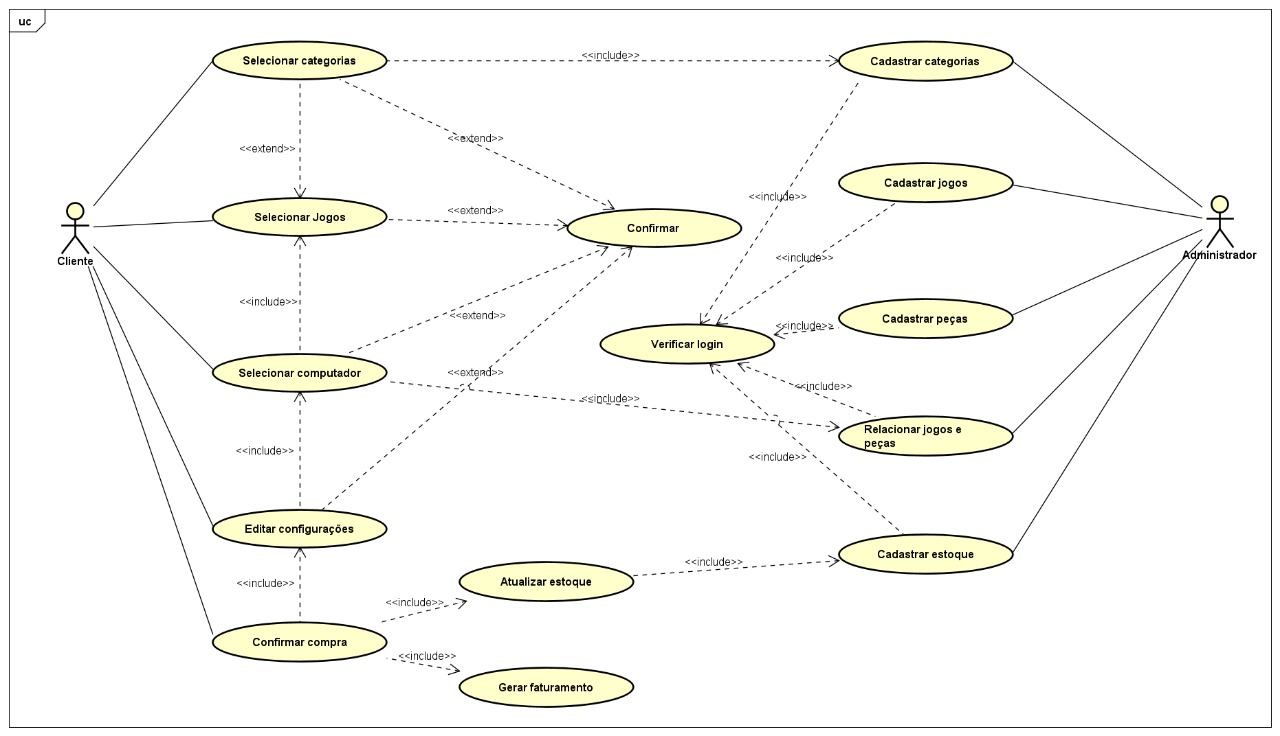 uc
Selecionar categorias
<<include>>
Cadastrar categorias
<<extend>>
<<extend>>
Cadastrar jogos
<<include>>
Selecionar Jogos
<<extend>>
Confirmar
Cliente
Administrador
<<include>>
<<include>>
<<extend>>
Cadastrar peças
<<include>>
Verificar login
Selecionar computador
<<extend>>
<<include>>
<<include>>
Relacionar jogos e
peças
<<include>>
<<include>>
Editar configurações
Cadastrar estoque
<<include>>
Atualizar estoque
<<include>>
<<include>>
Confirmar compra
<<include>>
Gerar faturamento